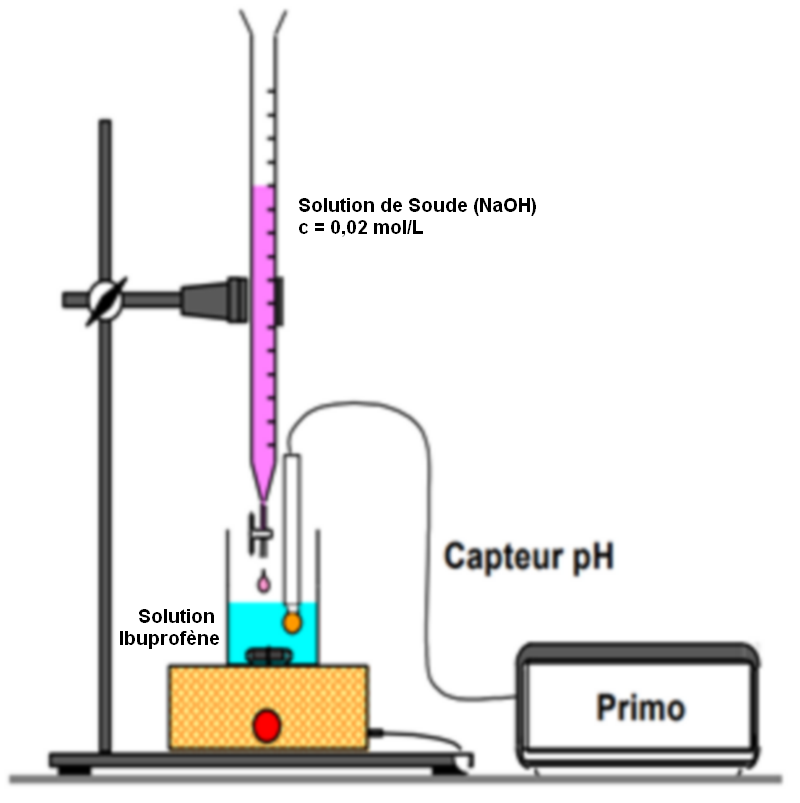 Solution de Soude (NaOH)
c = 0,02 mol/L
Capteur pH
Solution
Ibuprofène
Primo